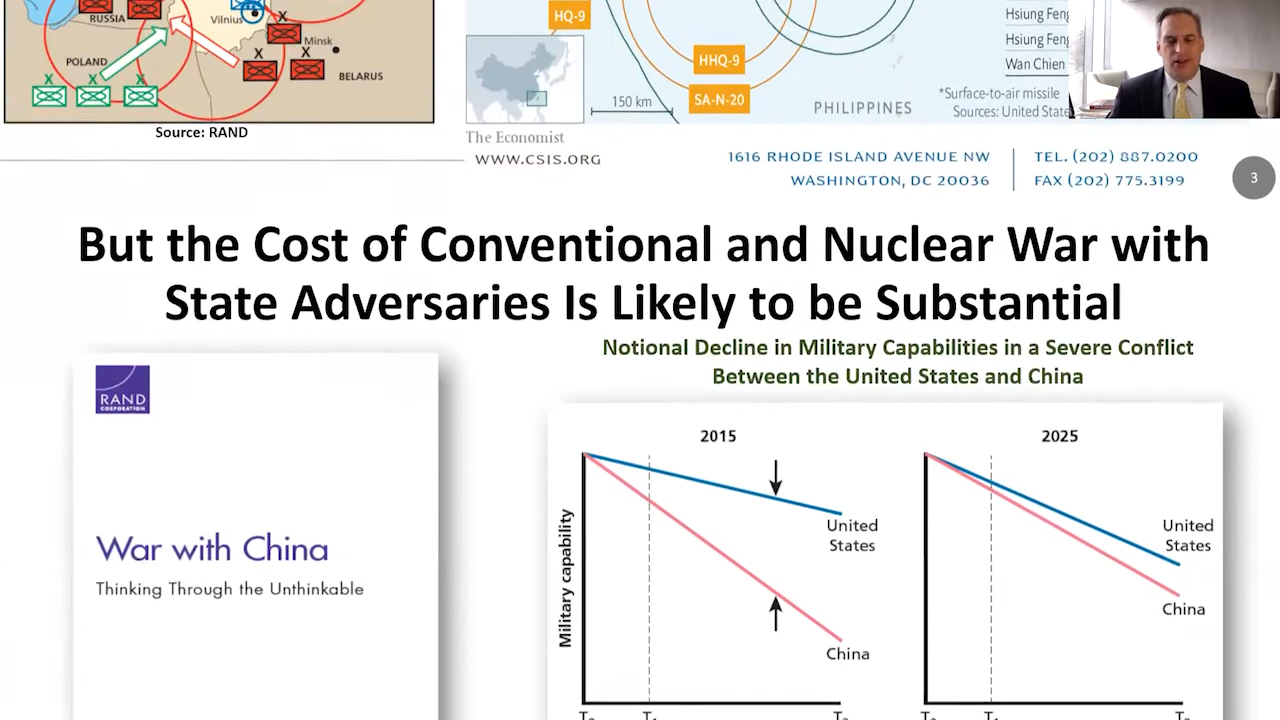 RUSSIA
Vilnius
X
Minsk
X
X
POLAND
BELARUS
X
X
X
Source: RAND
HQ-9
HHQ-9
SA-N-20
150 km
PHILIPPINES
The Economist
Hsiung Feng
Hsiung Feng
Wan Chien
*Surface-to-air missile
Sources: United State
WWW.CSIS.ORG
1616 RHODE ISLAND AVENUE NW
WASHINGTON, DC 20036
TEL. (202) 887.0200
FAX (202) 775.3199
3
But the Cost of Conventional and Nuclear War with
State Adversaries Is Likely to be Substantial
RAND
CORPORATION
War with China
Thinking Through the Unthinkable
Notional Decline in Military Capabilities in a Severe Conflict
Between the United States and China
2015
Military capability
United
States
China
2025
United
States
China